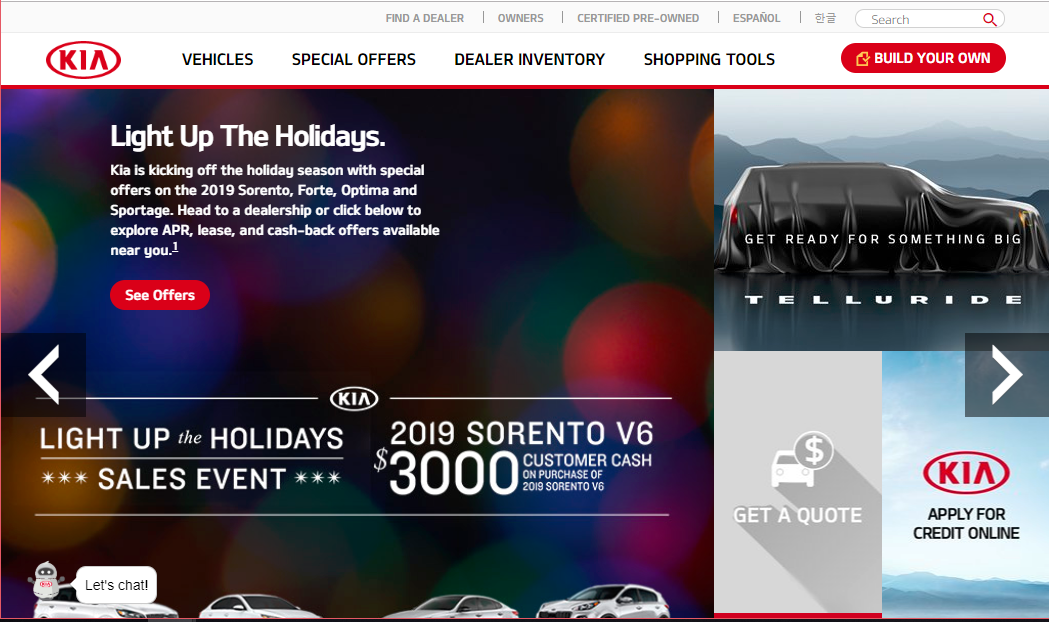 FIND A DEALER
OWNERS
CERTIFIED PRE-OWNED
ESPAÑOL
한글
Search
KIA
VEHICLES
SPECIAL OFFERS
DEALER INVENTORY
SHOPPING TOOLS
BUILD YOUR OWN
Light Up The Holidays.
Kia is kicking off the holiday season with special
offers on the 2019 Sorento, Forte, Optima and
Sportage. Head to a dealership or click below to
explore APR, lease, and cash-back offers available
near you.1
See Offers
KIA
LIGHT UP the HOLIDAYS
*** SALES EVENT ***
2019 SORENTO V6
$3000
CUSTOMER CASH
ON PURCHASE OF
2019 SORENTO V6
Let's chat!
KIA
GET READY FOR SOMETHING BIG
TELLURIDE
$
GET A QUOTE
KIA
APPLY FOR
CREDIT ONLINE